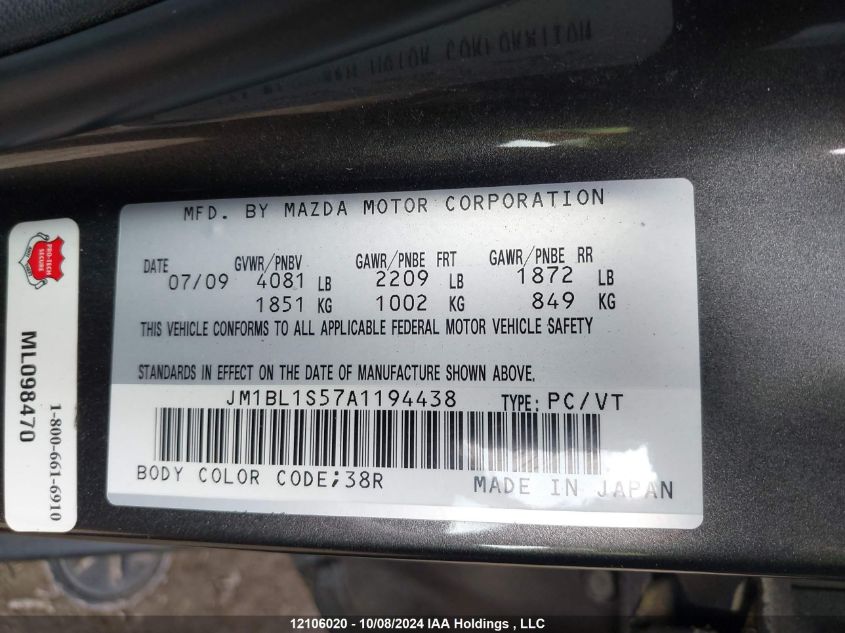 MFD. BY MAZDA MOTOR CORPORATION
DATE GVWR/PNBV GAWR/PNBE FRT GAWR/PNBE RR
07/09 4081 LB 2209 LB 1872 LB
1851 KG 1002 KG 849 KG
THIS VEHICLE CONFORMS TO ALL APPLICABLE FEDERAL MOTOR VEHICLE SAFETY
STANDARDS IN EFFECT ON THE DATE OF MANUFACTURE SHOWN ABOVE.
JM1BL1S57A1194438 TYPE: PC/VT
BODY COLOR CODE;38R
MADE IN JAPAN
PRO-TECH
SECURE
ML098470
1-800-661-6910
12106020 - 10/08/2024 IAA Holdings , LLC